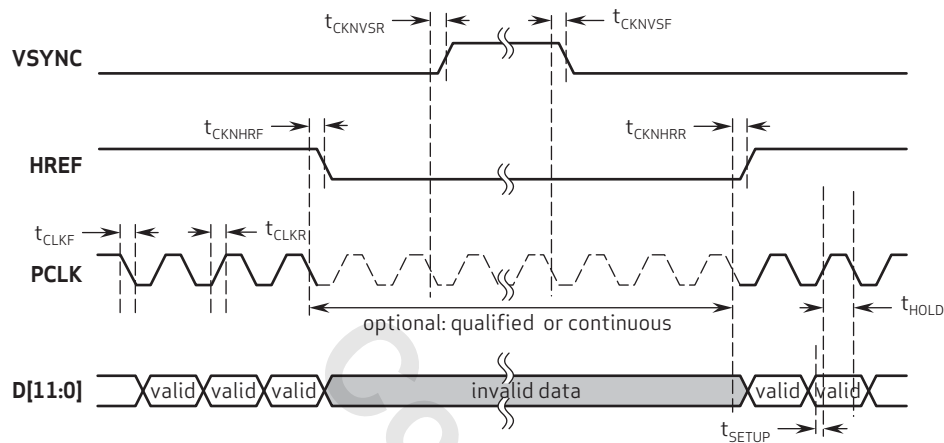 tCKNVSR
tCKNVSF
VSYNC
tCKNHRF
tCKNHRR
HREF
tCLKF
tCLKR
PCLK
tHOLD
optional: qualified or continuous
D[11:0]
valid valid valid invalid data valid valid
tSETUP
Co